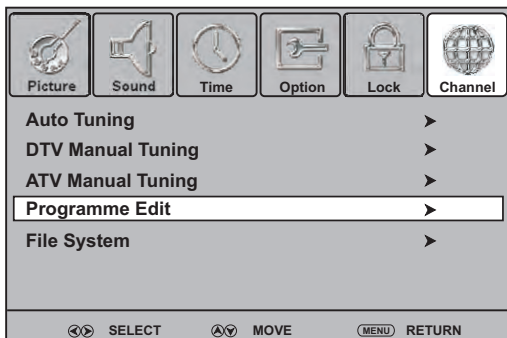 Picture Sound Time Option Lock Channel
Auto Tuning
DTV Manual Tuning
ATV Manual Tuning
Programme Edit
File System
SELECT MOVE MENU RETURN